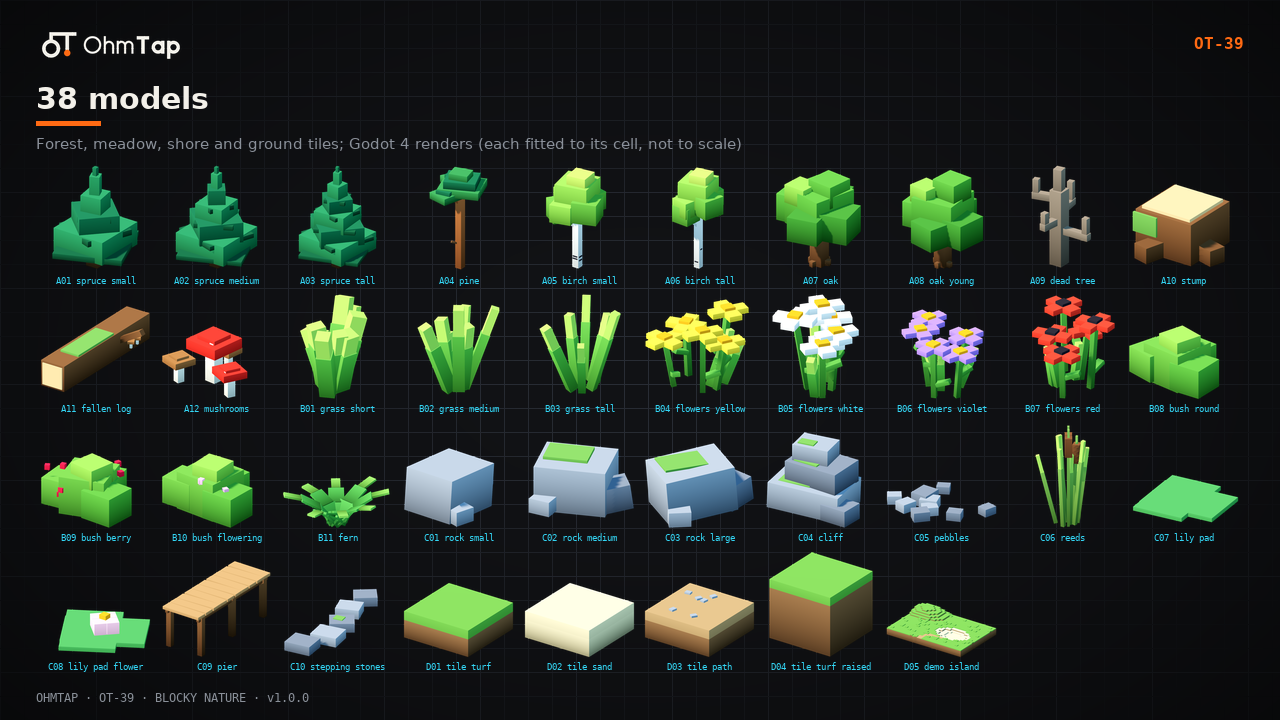 OhmTap
OT-39
38 models
Forest, meadow, shore and ground tiles; Godot 4 renders (each fitted to its cell, not to scale)
A01 spruce small
A02 spruce medium
A03 spruce tall
A04 pine
A05 birch small
A06 birch tall
A07 oak
A08 oak young
A09 dead tree
A10 stump
A11 fallen log
A12 mushrooms
B01 grass short
B02 grass medium
B03 grass tall
B04 flowers yellow
B05 flowers white
B06 flowers violet
B07 flowers red
B08 bush round
B09 bush berry
B10 bush flowering
B11 fern
C01 rock small
C02 rock medium
C03 rock large
C04 cliff
C05 pebbles
C06 reeds
C07 lily pad
C08 lily pad flower
C09 pier
C10 stepping stones
D01 tile turf
D02 tile sand
D03 tile path
D04 tile turf raised
D05 demo island
OHMTAP · OT-39 · BLOCKY NATURE · v1.0.0